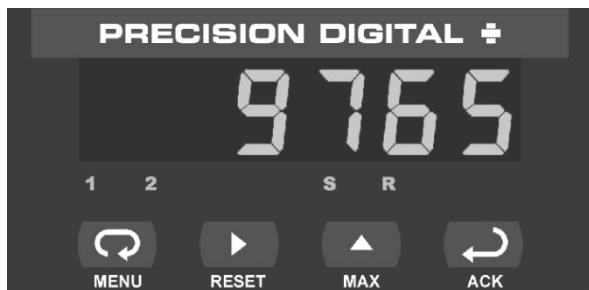 PRECISION DIGITAL
9765
1 2 S R
MENU RESET MAX ACK